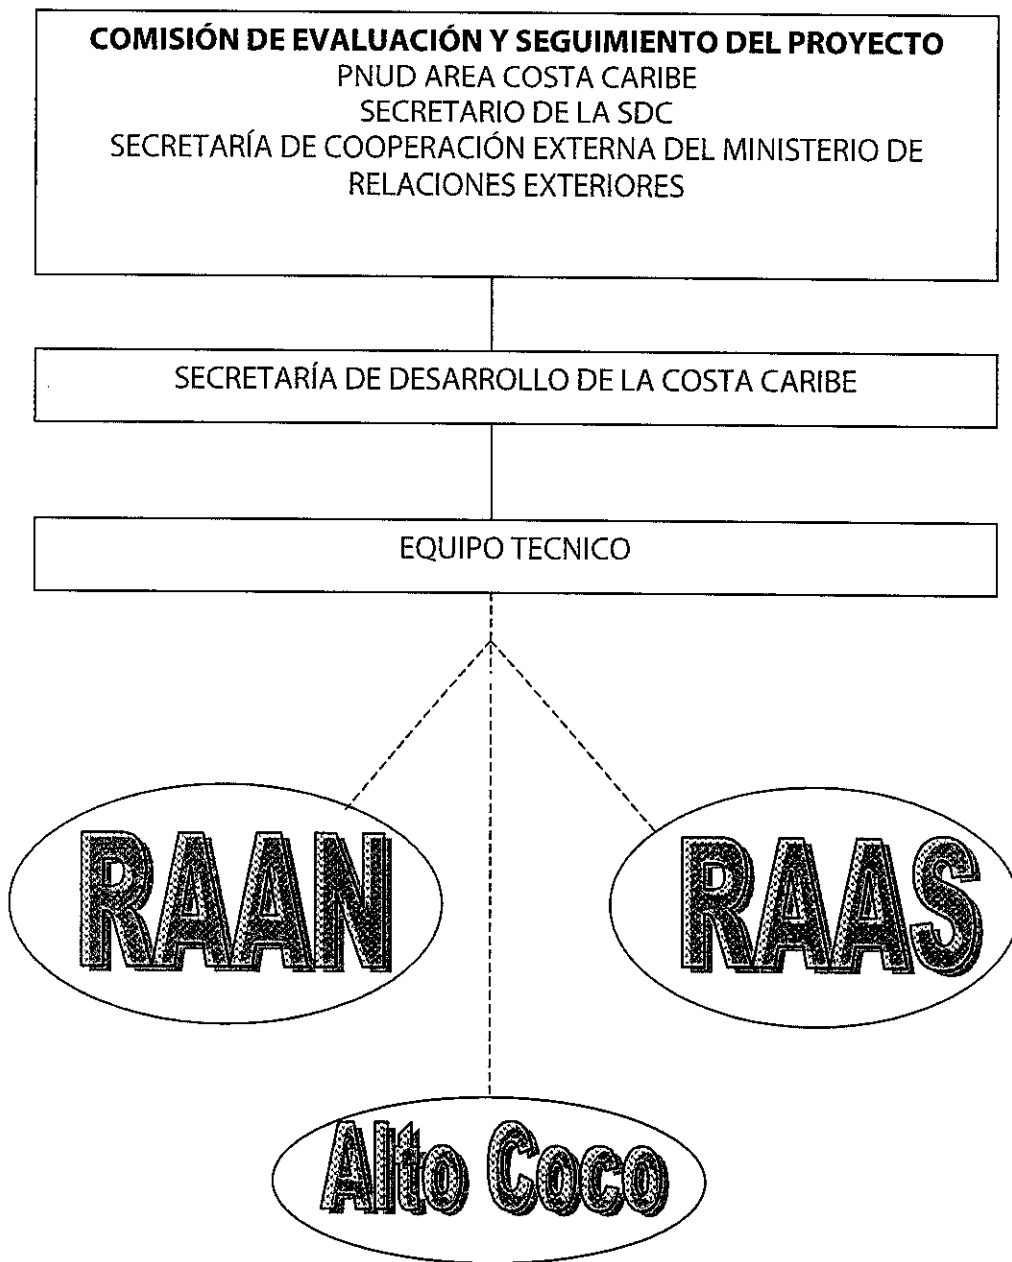 COMISIÓN DE EVALUACIÓN Y SEGUIMIENTO DEL PROYECTO
PNUD AREA COSTA CARIBE
SECRETARIO DE LA SDC
SECRETARÍA DE COOPERACIÓN EXTERNA DEL MINISTERIO DE
RELACIONES EXTERIORES
SECRETARÍA DE DESARROLLO DE LA COSTA CARIBE
EQUIPO TECNICO
RAAN
RAAS
Alto Coco